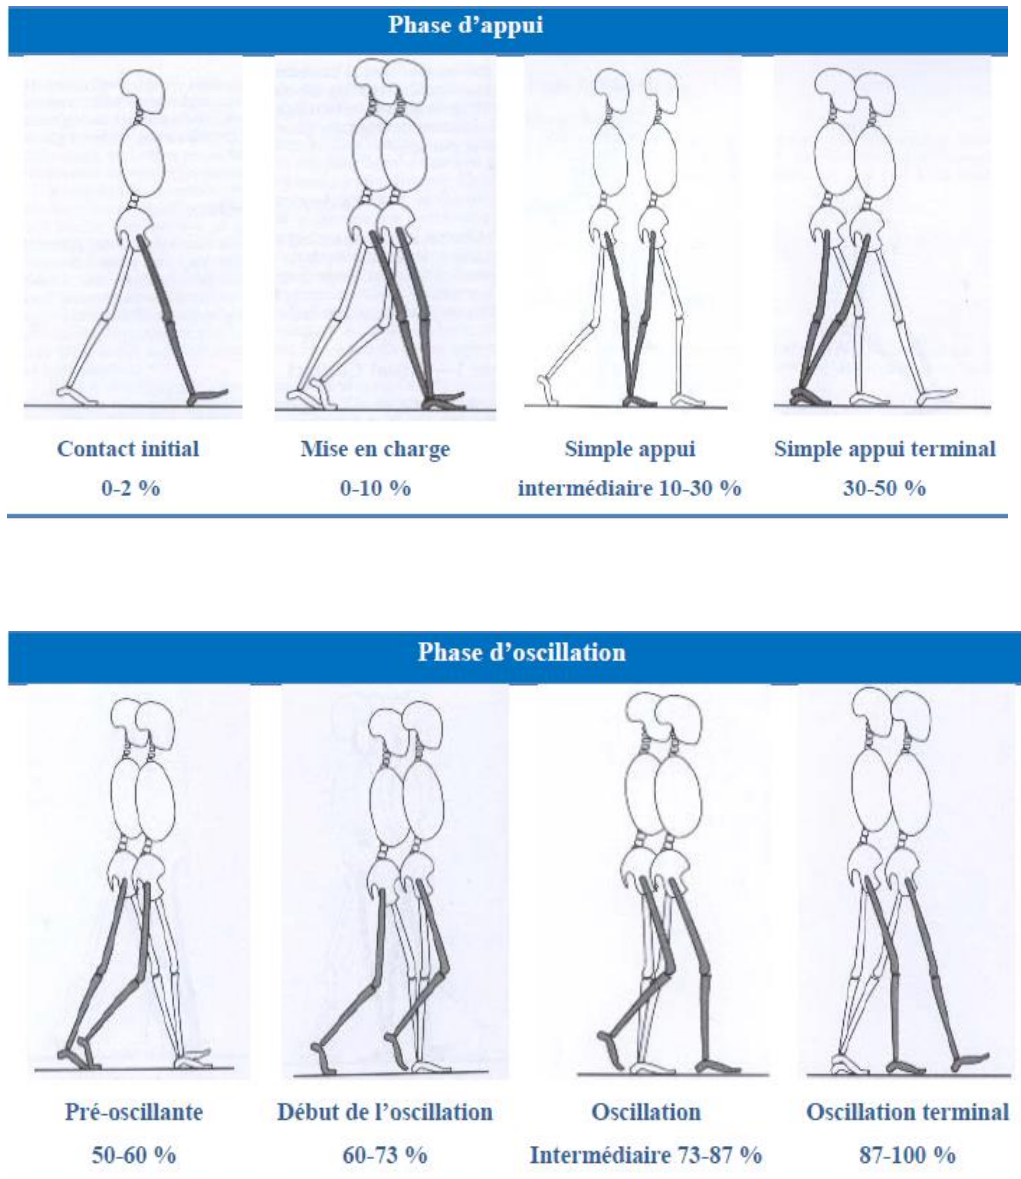 Phase d’appui
Contact initial
0-2 %
Mise en charge
0-10 %
Simple appui
intermédiaire 10-30 %
Simple appui terminal
30-50 %
Phase d’oscillation
Pré-oscillante
50-60 %
Début de l’oscillation
60-73 %
Oscillation
Intermédiaire 73-87 %
Oscillation terminal
87-100 %